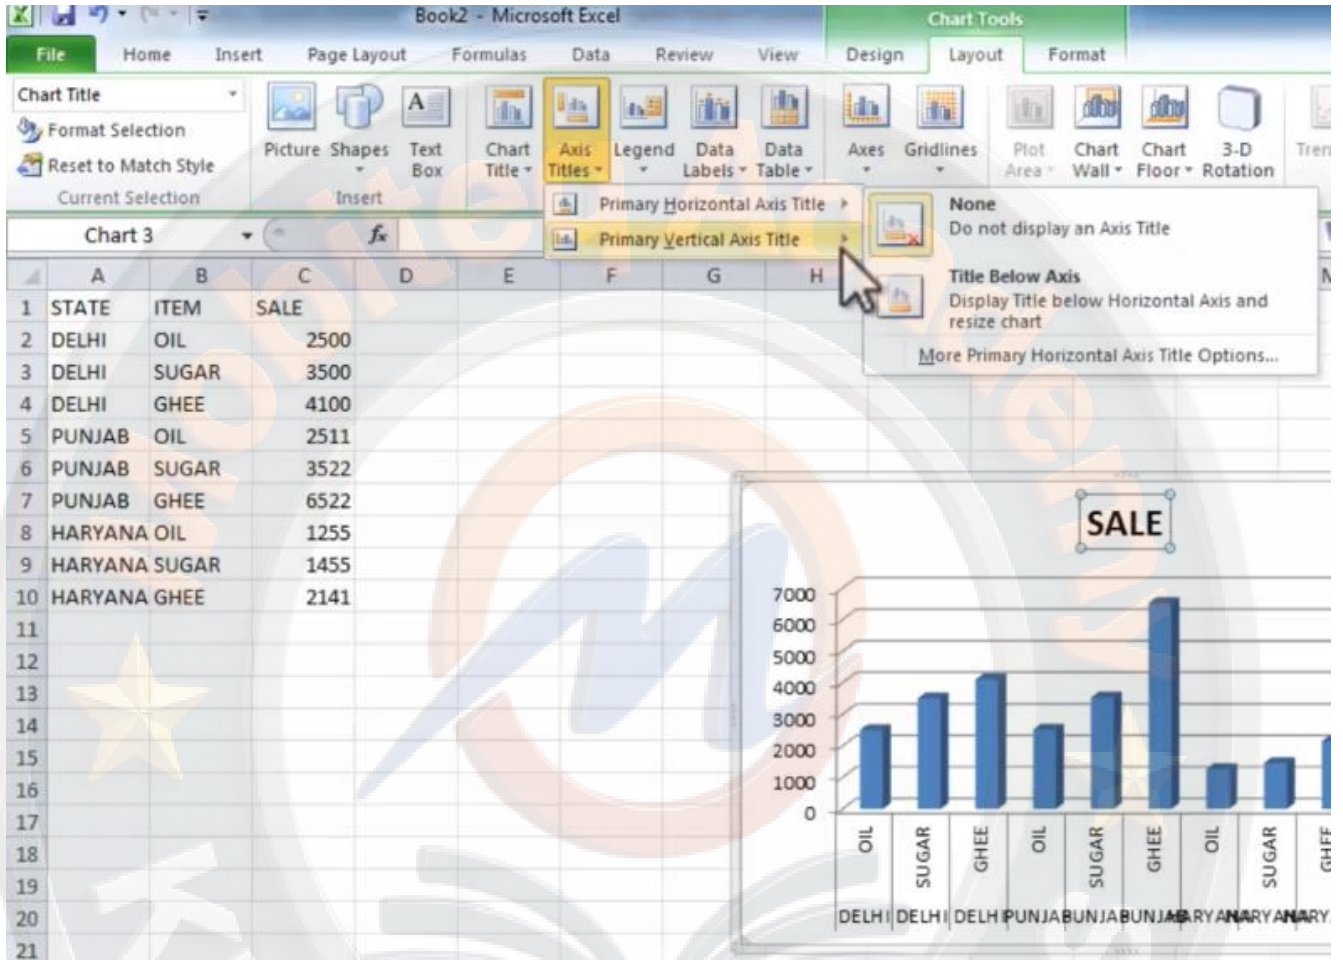 Book2 - Microsoft Excel
Chart Tools
File Home Insert Page Layout Formulas Data Review View Design Layout Format
Chart Title
Format Selection
Reset to Match Style
Current Selection
Picture Shapes Text Box
Insert
Chart Title Axis Titles Legend Data Labels Data Table
Axes Gridlines Plot Area Chart Wall Chart Floor 3-D Rotation
Primary Horizontal Axis Title
Primary Vertical Axis Title
None
Do not display an Axis Title
Title Below Axis
Display Title below Horizontal Axis and
resize chart
More Primary Horizontal Axis Title Options...
Chart 3 fx
A B C D E F G H
1 STATE ITEM SALE
2 DELHI OIL 2500
3 DELHI SUGAR 3500
4 DELHI GHEE 4100
5 PUNJAB OIL 2511
6 PUNJAB SUGAR 3522
7 PUNJAB GHEE 6522
8 HARYANA OIL 1255
9 HARYANA SUGAR 1455
10 HARYANA GHEE 2141
11
12
13
14
15
16
17
18
19
20
21
SALE
7000
6000
5000
4000
3000
2000
1000
0
OIL SUGAR GHEE OIL SUGAR GHEE OIL SUGAR GHEE
DELHI DELHI DELHI PUNJAB